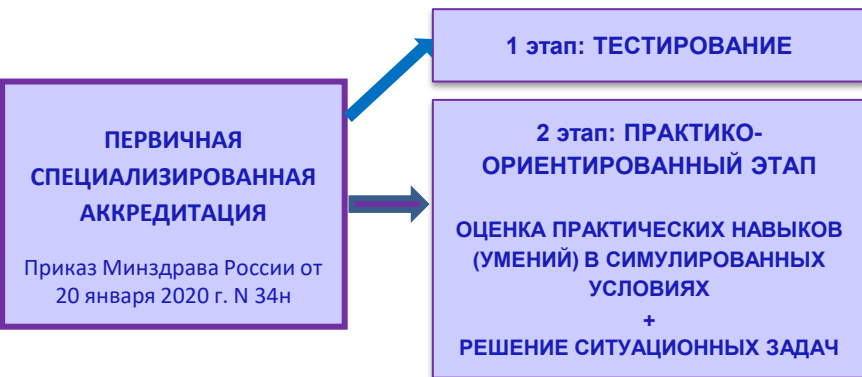 1 этап: ТЕСТИРОВАНИЕ
ПЕРВИЧНАЯ
СПЕЦИАЛИЗИРОВАННАЯ
АККРЕДИТАЦИЯ
Приказ Минздрава России от
20 января 2020 г. N 34н
2 этап: ПРАКТИКО-
ОРИЕНТИРОВАННЫЙ ЭТАП
ОЦЕНКА ПРАКТИЧЕСКИХ НАВЫКОВ
(УМЕНИЙ) В СИМУЛИРОВАННЫХ
УСЛОВИЯХ
+
РЕШЕНИЕ СИТУАЦИОННЫХ ЗАДАЧ